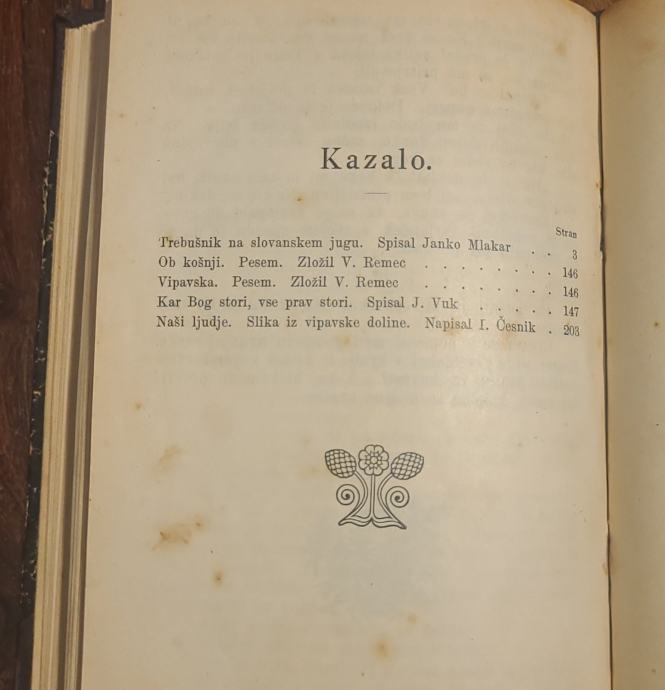 Kazalo.
Stran
Trebušnik na slovanskem jugu. Spisal Janko Mlakar . . 3
Ob košnji. Pesem. Zložil V. Remec . . . . . . . 146
Vipavska. Pesem. Zložil V. Remec . . . . . . . 146
Kar Bog stori, vse prav stori. Spisal J. Vuk . . . . . 147
Naši ljudje. Slika iz vipavske doline. Napisal I. Česnik . 203